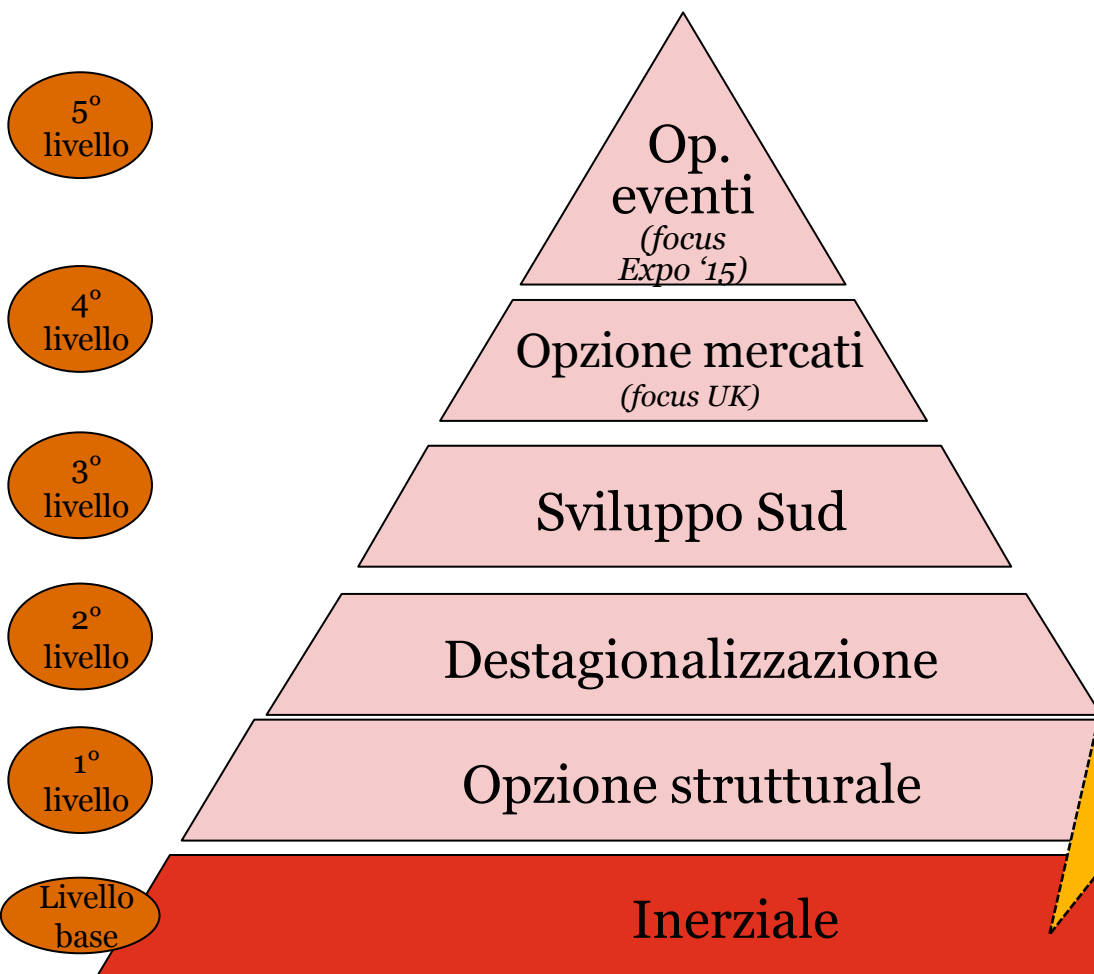 5°
livello
Op.
eventi
(focus
Expo ‘15)
4°
livello
Opzione mercati
(focus UK)
3°
livello
Sviluppo Sud
2°
livello
Destagionalizzazione
1°
livello
Opzione strutturale
Livello
base
Inerziale